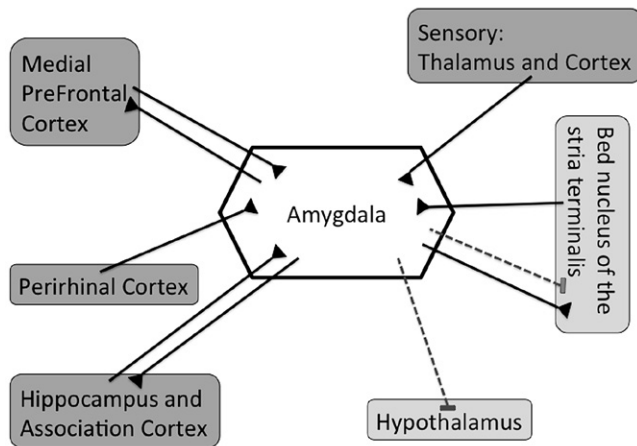 Medial
PreFrontal
Cortex
Sensory:
Thalamus and Cortex
Bed nucleus of the
stria terminalis
Amygdala
Perirhinal Cortex
Hippocampus and
Association Cortex
Hypothalamus